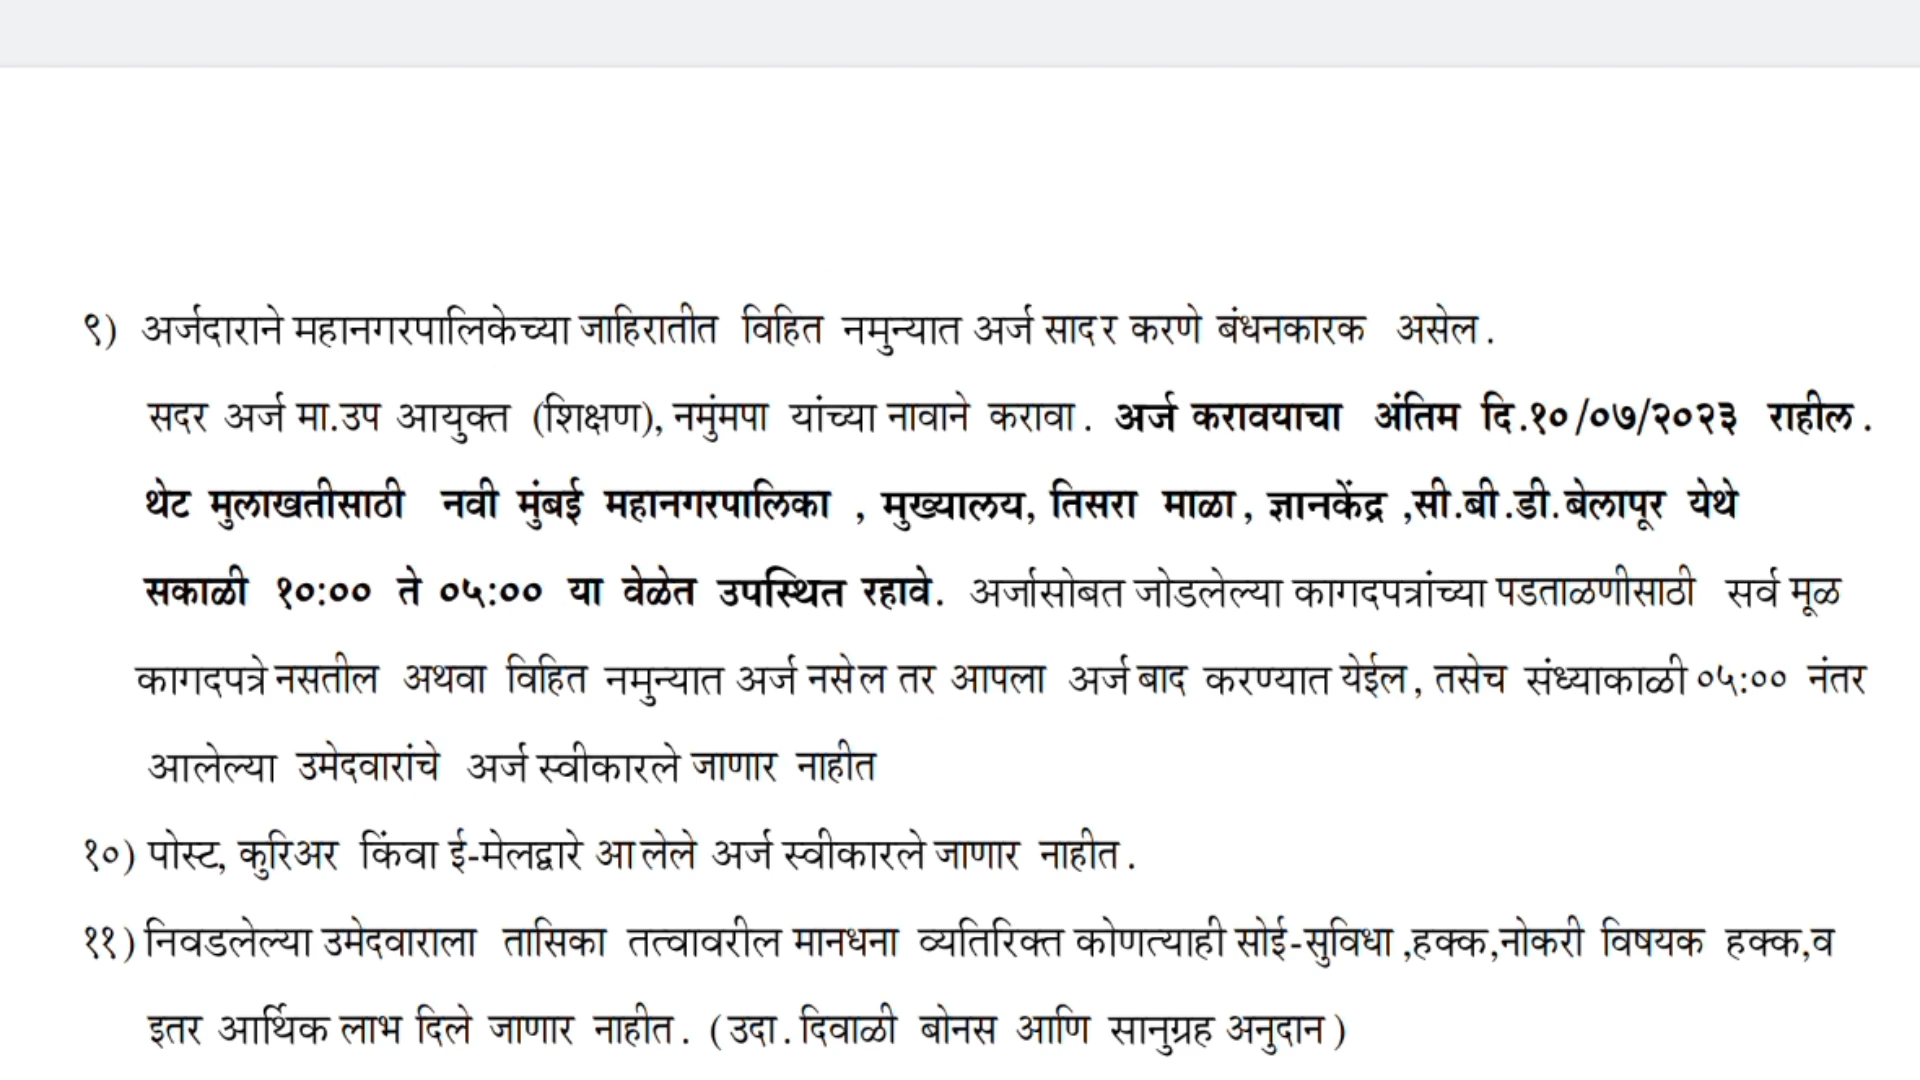 ९) अर्जदाराने महानगरपालिकेच्या जाहिरातीत विहित नमुन्यात अर्ज सादर करणे बंधनकारक असेल.
सदर अर्ज मा.उप आयुक्त (शिक्षण), नमुंमपा यांच्या नावाने करावा. अर्ज करावयाचा अंतिम दि.१०/०७/२०२३ राहील.
थेट मुलाखतीसाठी नवी मुंबई महानगरपालिका , मुख्यालय, तिसरा माळा, ज्ञानकेंद्र ,सी.बी.डी.बेलापूर येथे
सकाळी १०:०० ते ०५:०० या वेळेत उपस्थित रहावे. अर्जासोबत जोडलेल्या कागदपत्रांच्या पडताळणीसाठी सर्व मूळ
कागदपत्रे नसतील अथवा विहित नमुन्यात अर्ज नसेल तर आपला अर्ज बाद करण्यात येईल, तसेच संध्याकाळी ०५:०० नंतर
आलेल्या उमेदवारांचे अर्ज स्वीकारले जाणार नाहीत
१०) पोस्ट, कुरिअर किंवा ई-मेलद्वारे आलेले अर्ज स्वीकारले जाणार नाहीत.
११) निवडलेल्या उमेदवाराला तासिका तत्वावरील मानधना व्यतिरिक्त कोणत्याही सोई-सुविधा ,हक्क,नोकरी विषयक हक्क,व
इतर आर्थिक लाभ दिले जाणार नाहीत. (उदा.दिवाळी बोनस आणि सानुग्रह अनुदान)